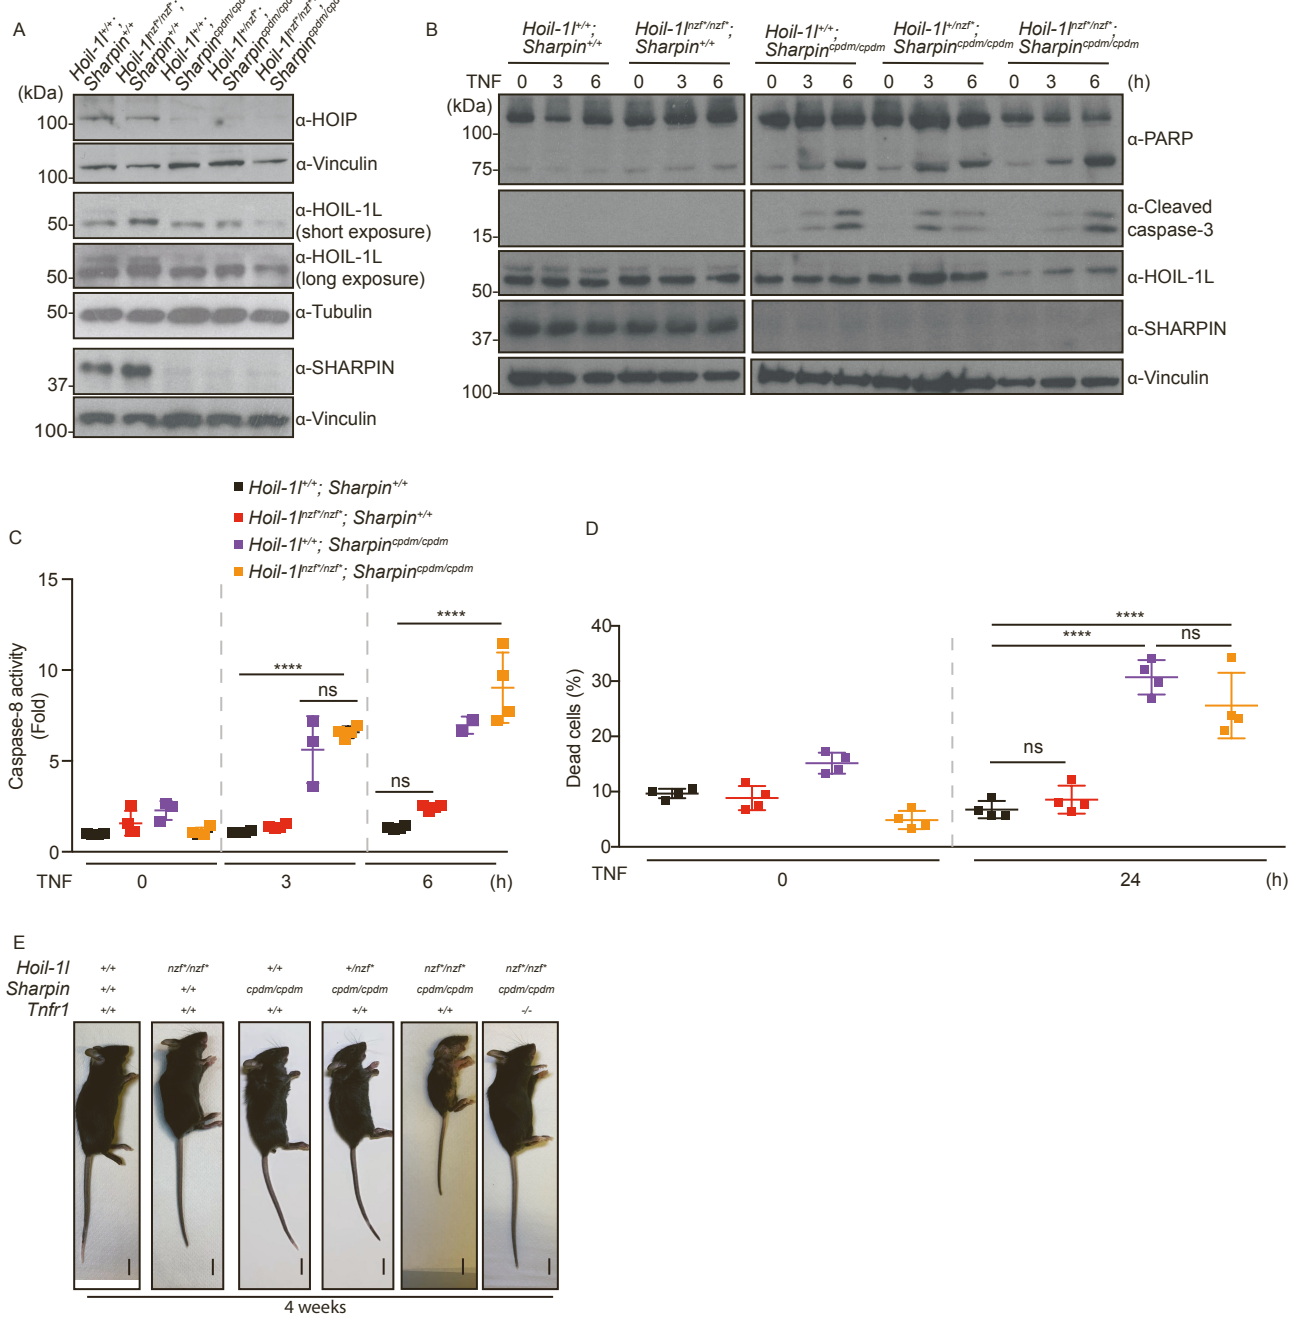 A
Hoil-1l+/+;
Sharpin+/+
Hoil-1lnzf*/nzf*;
Sharpin+/+
Hoil-1l+/+;
Sharpincpdm/cpdm
Hoil-1l+/nzf*;
Hoil-1lnzf*/nzf*;
(kDa)
100
α-HOIP
100
α-Vinculin
50
α-HOIL-1L
(short exposure)
50
α-HOIL-1L
(long exposure)
50
α-Tubulin
37
α-SHARPIN
100
α-Vinculin
B
Hoil-1l+/+; Hoil-1lnzf*/nzf*; Hoil-1l+/+; Hoil-1l+/nzf*; Hoil-1lnzf*/nzf*;
Sharpin+/+ Sharpin+/+ Sharpincpdm/cpdm Sharpincpdm/cpdm Sharpincpdm/cpdm
TNF 0 3 6 0 3 6 0 3 6 0 3 6 0 3 6 (h)
(kDa)
100
75
α-PARP
15
α-Cleaved
caspase-3
50
α-HOIL-1L
37
α-SHARPIN
100
α-Vinculin
C
Hoil-1l+/+; Sharpin+/+
Hoil-1lnzf*/nzf*; Sharpin+/+
Hoil-1l+/+; Sharpincpdm/cpdm
Hoil-1lnzf*/nzf*; Sharpincpdm/cpdm
Caspase-8 activity
(Fold)
15
10
5
0
****
ns
****
ns
TNF 0 3 6 (h)
D
Dead cells (%)
40
30
20
10
0
****
**** ns
ns
TNF 0 24 (h)
E
Hoil-1l +/+ nzf*/nzf* +/+ +/nzf* nzf*/nzf* nzf*/nzf*
Sharpin +/+ +/+ cpdm/cpdm cpdm/cpdm cpdm/cpdm cpdm/cpdm
Tnfr1 +/+ +/+ +/+ +/+ +/+ -/-
4 weeks